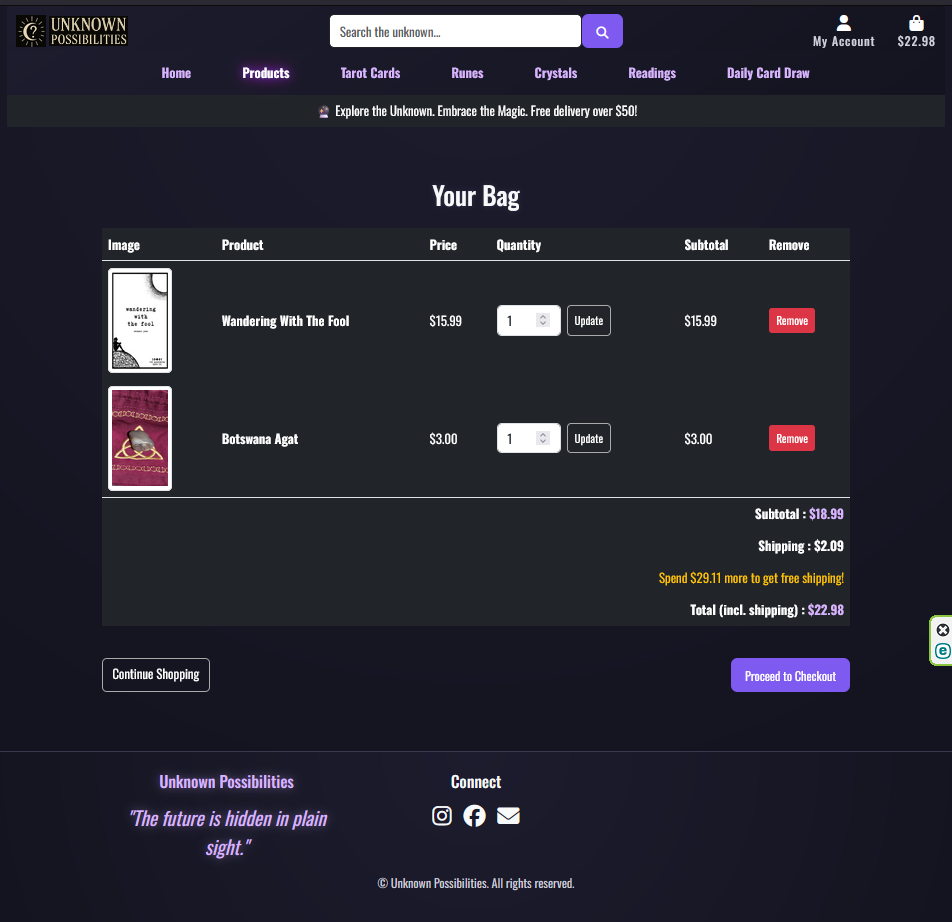 UNKNOWN
POSSIBILITIES
Search the unknown...
My Account
$22.98
Home
Products
Tarot Cards
Runes
Crystals
Readings
Daily Card Draw
🔮 Explore the Unknown. Embrace the Magic. Free delivery over $50!
Your Bag
Image Product Price Quantity Subtotal Remove
wandering
with
the fool
Wandering With The Fool $15.99 1 Update $15.99 Remove
Botswana Agat $3.00 1 Update $3.00 Remove
Subtotal : $18.99
Shipping : $2.09
Spend $29.11 more to get free shipping!
Total (incl. shipping) : $22.98
Continue Shopping
Proceed to Checkout
Unknown Possibilities
"The future is hidden in plain
sight."
Connect
© Unknown Possibilities. All rights reserved.